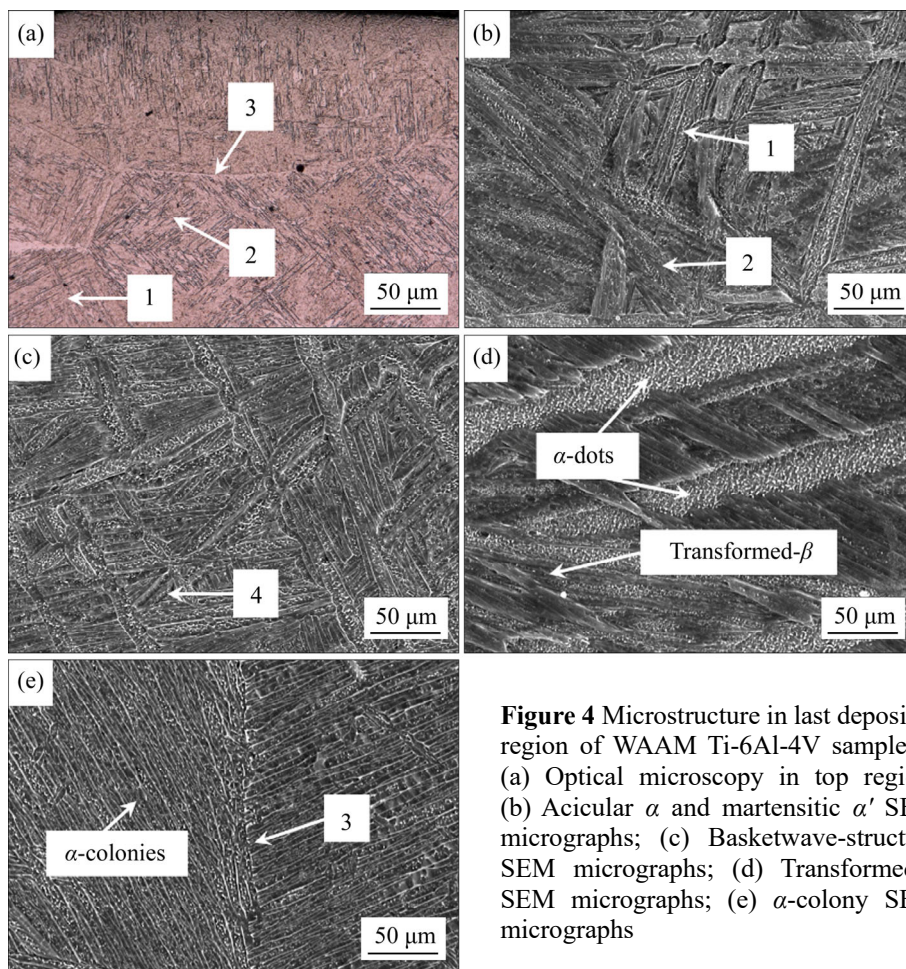 (a)
3
2
1
50 μm
(b)
1
2
50 μm
(c)
4
50 μm
(d)
α-dots
Transformed-β
50 μm
(e)
α-colonies
3
50 μm
Figure 4 Microstructure in last deposi
region of WAAM Ti-6Al-4V sample
(a) Optical microscopy in top regi
(b) Acicular α and martensitic α′ SE
micrographs; (c) Basketwave-struct
SEM micrographs; (d) Transformed
SEM micrographs; (e) α-colony SE
micrographs